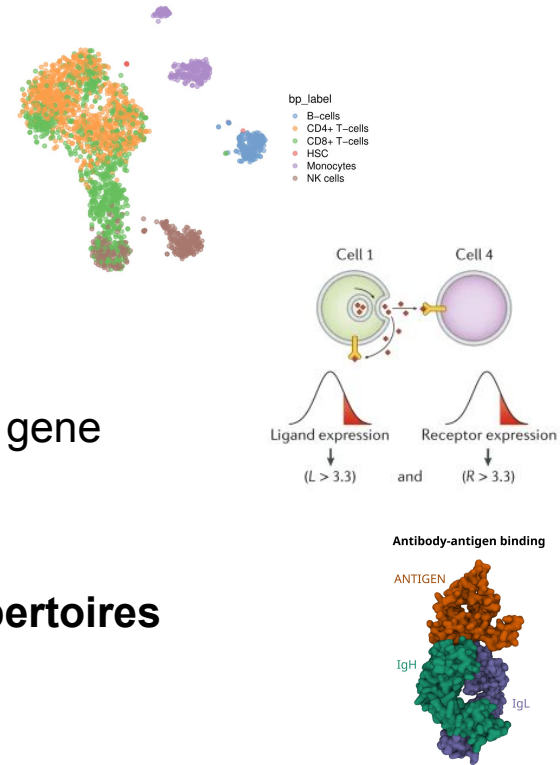 bp_label
B−cells
CD4+ T−cells
CD8+ T−cells
HSC
Monocytes
NK cells
Cell 1 Cell 4
gene
Ligand expression Receptor expression
(L > 3.3) and (R > 3.3)
Antibody-antigen binding
ANTIGEN
pertoires
IgH
IgL